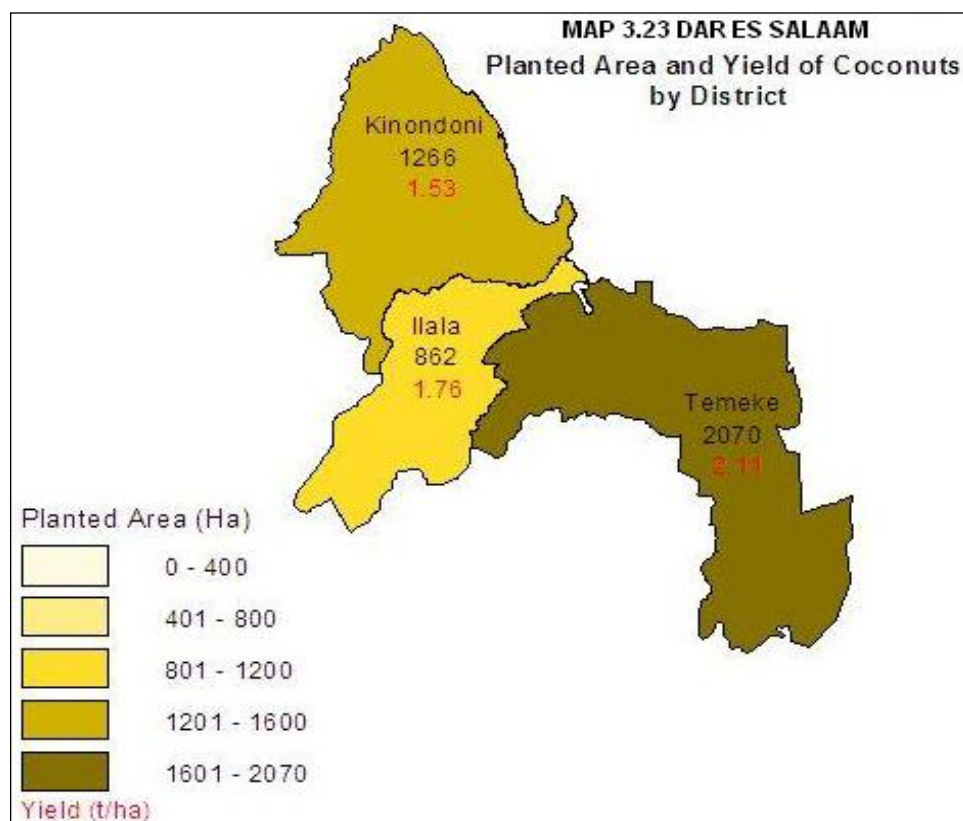 MAP 3.23 DAR ES SALAAM
Planted Area and Yield of Coconuts
by District
Kinondoni
1266
1.53
Ilala
862
1.76
Temeke
2070
2.11
Planted Area (Ha)
0 - 400
401 - 800
801 - 1200
1201 - 1600
1601 - 2070
Yield (t/ha)